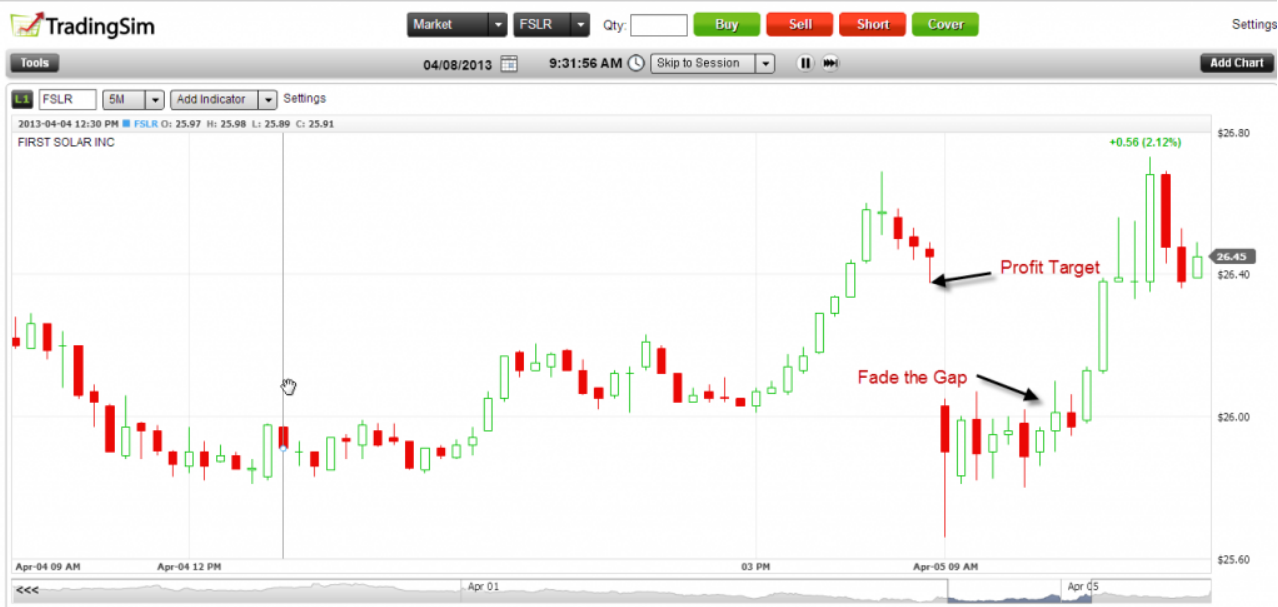 TradingSim
Market FSLR Qty: Buy Sell Short Cover Settings
Tools 04/08/2013 9:31:56 AM Skip to Session Add Chart
L1 FSLR 5M Add Indicator Settings
2013-04-04 12:30 PM FSLR O: 25.97 H: 25.98 L: 25.89 C: 25.91
$26.80
FIRST SOLAR INC +0.56 (2.12%)
26.45
Profit Target $26.40
Fade the Gap
$26.00
$25.60
Apr-04 09 AM Apr-04 12 PM 03 PM Apr-05 09 AM
<<< Apr 01 Apr 05